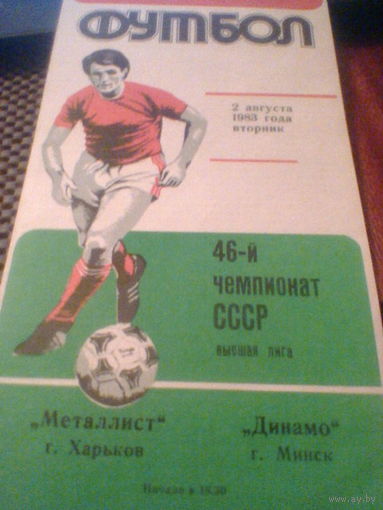 ФУТБОЛ
2 августа
1983 года
вторник
46-й
чемпионат
СССР
высшая лига
„Металлист“
г. Харьков
„Динамо“
г. Минск
Начало в 18.30
ay.by